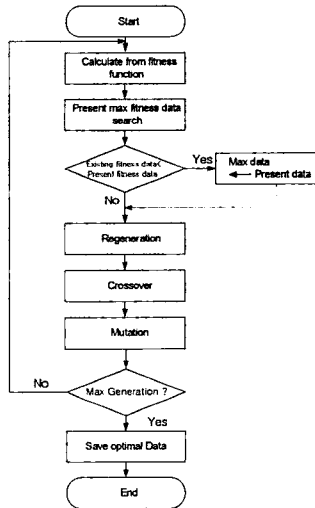 Start
Calculate from fitness
function
Present max fitness data
search
Existing fitness data<
Present fitness data
Yes
Max data
Present data
No
Regeneration
Crossover
Mutation
No
Max Generation ?
Yes
Save optimal Data
End